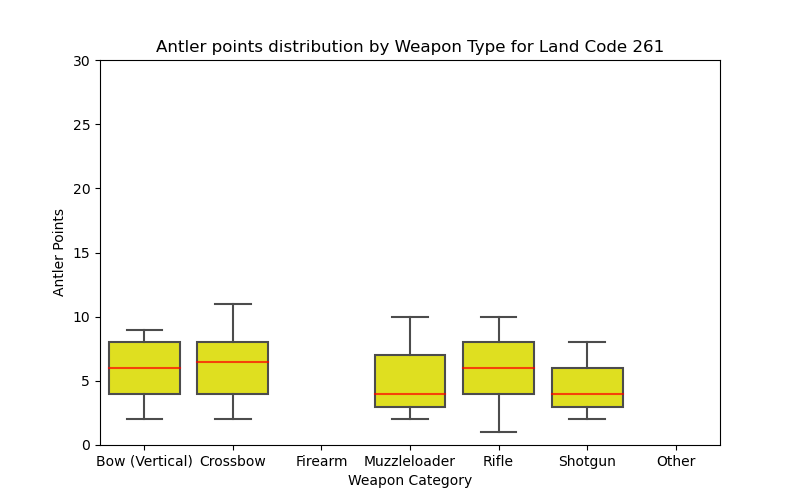 Antler points distribution by Weapon Type for Land Code 261
30
25
20
15
10
5
0
Antler Points
Bow (Vertical) Crossbow Firearm Muzzleloader Rifle Shotgun Other
Weapon Category